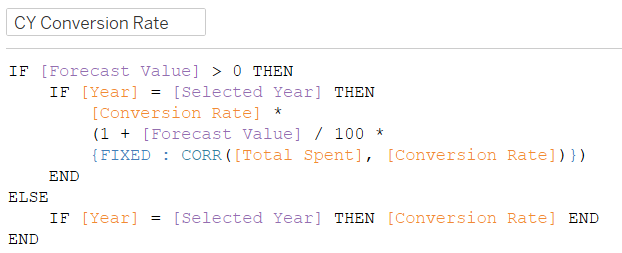 CY Conversion Rate
IF [Forecast Value] > 0 THEN
    IF [Year] = [Selected Year] THEN
        [Conversion Rate] *
        (1 + [Forecast Value] / 100 *
        {FIXED : CORR([Total Spent], [Conversion Rate])})
    END
ELSE
    IF [Year] = [Selected Year] THEN [Conversion Rate] END
END